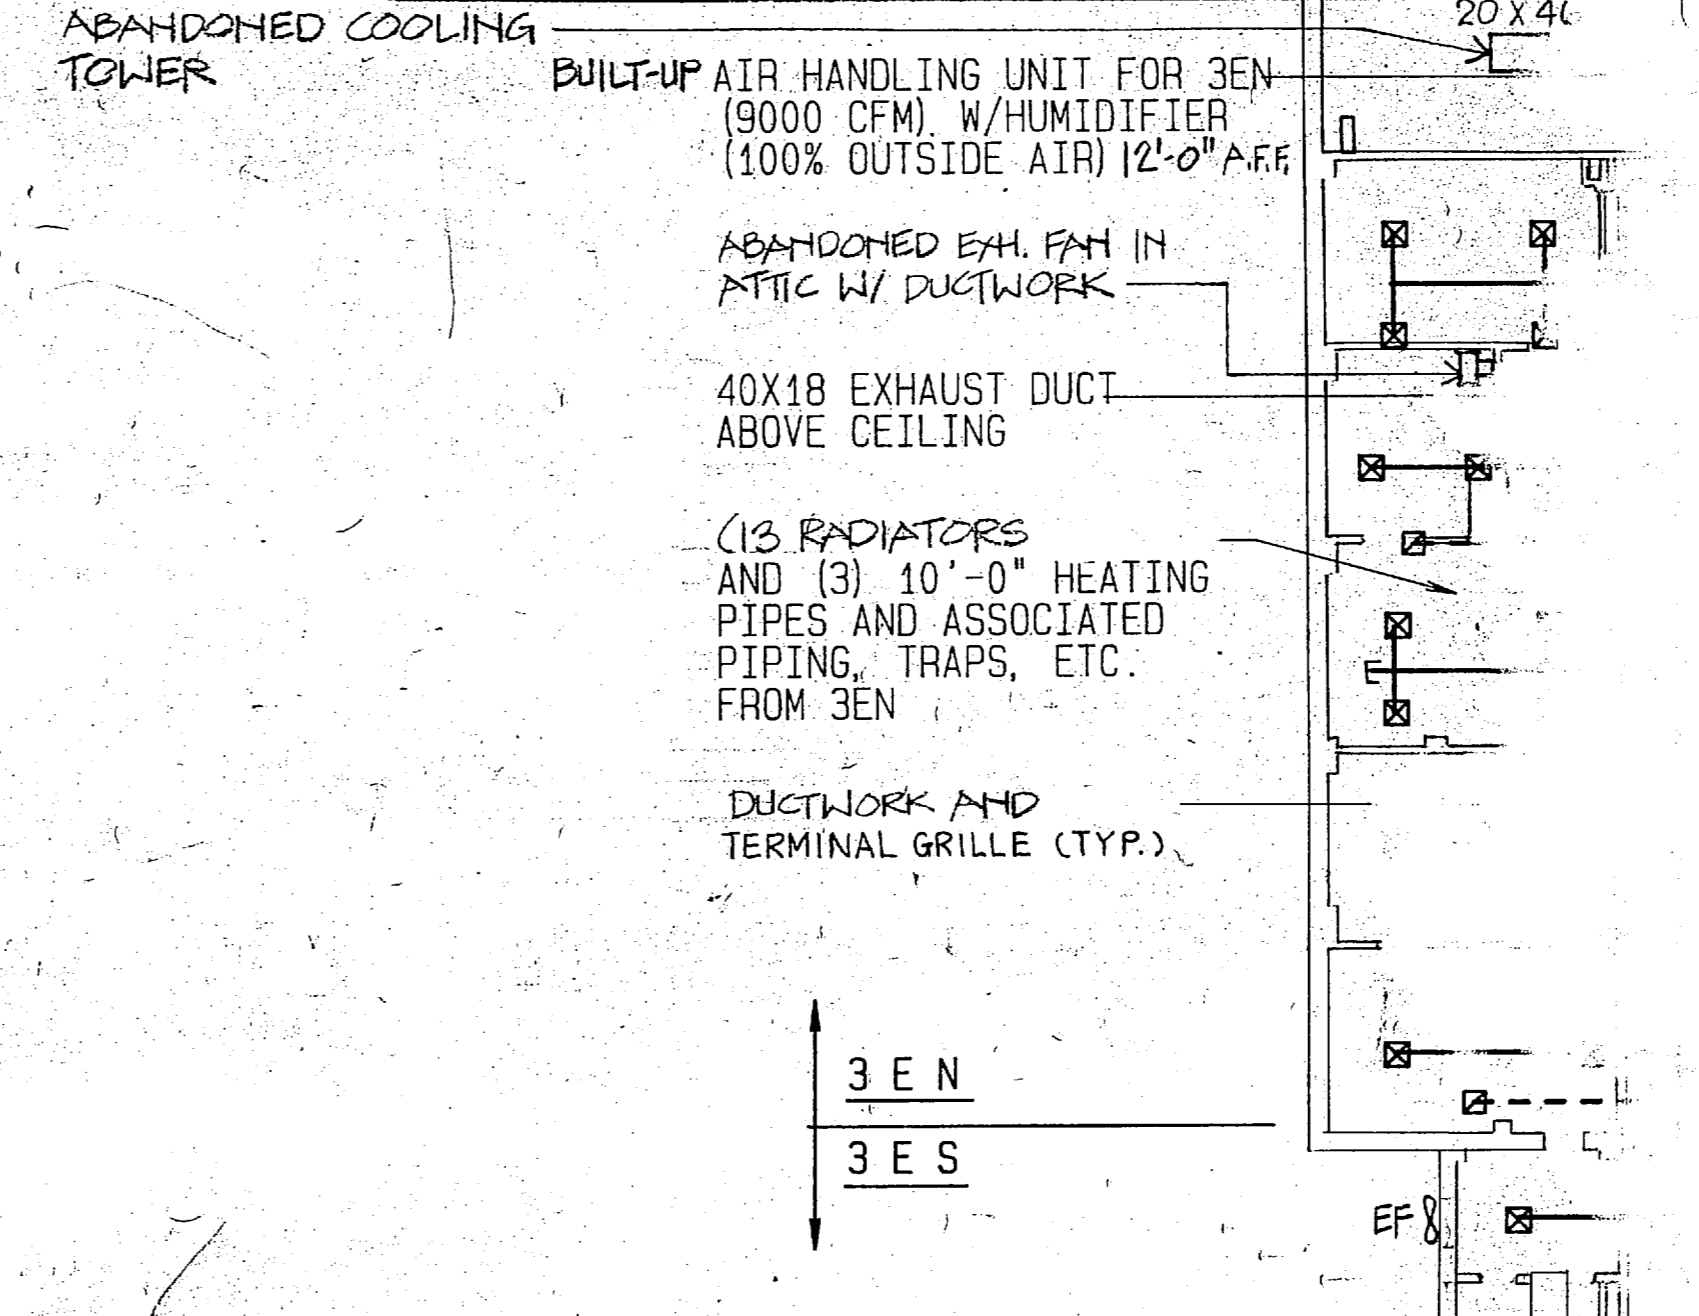 ABANDONED COOLING
TOWER
20 X 4
BUILT-UP AIR HANDLING UNIT FOR 3EN
(9000 CFM). W/HUMIDIFIER
(100% OUTSIDE AIR) 12'-0" A.F.F.
ABANDONED EXH. FAN IN
ATTIC W/ DUCTWORK
40X18 EXHAUST DUCT
ABOVE CEILING
(13 RADIATORS
AND (3) 10'-0" HEATING
PIPES AND ASSOCIATED
PIPING, TRAPS, ETC.
FROM 3EN
DUCTWORK AND
TERMINAL GRILLE (TYP.)
3 E N
3 E S
EF